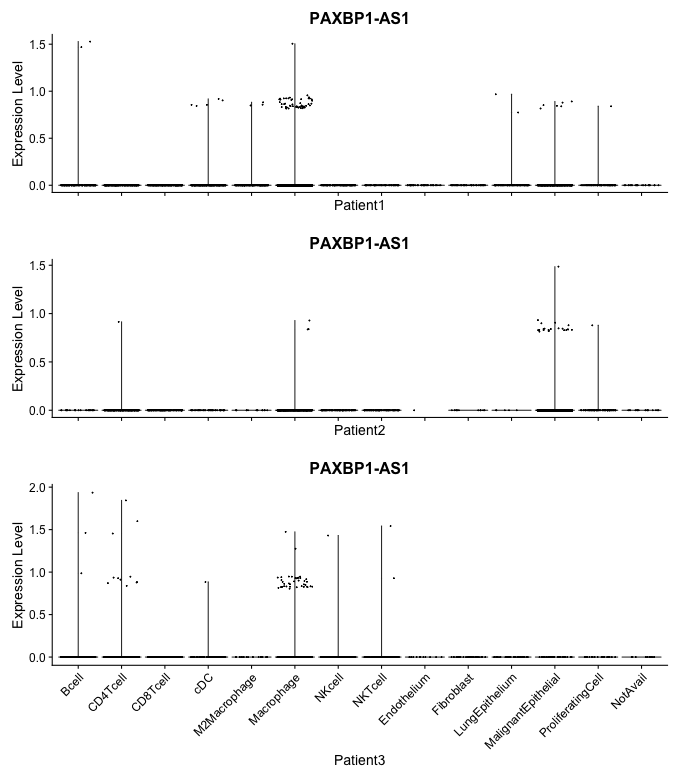 PAXBP1-AS1
Expression Level
1.5
1.0
0.5
0.0
Patient1
PAXBP1-AS1
Expression Level
1.5
1.0
0.5
0.0
Patient2
PAXBP1-AS1
Expression Level
2.0
1.5
1.0
0.5
0.0
Bcell
CD4Tcell
CD8Tcell
cDC
M2Macrophage
Macrophage
NKcell
NKTcell
Endothelium
Fibroblast
LungEpithelium
MalignantEpithelial
ProliferatingCell
NotAvail
Patient3